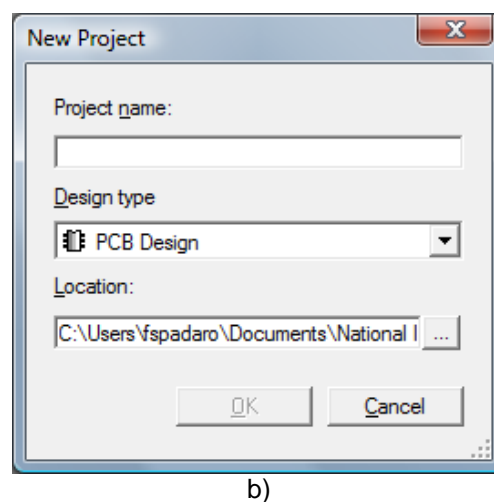 New Project
Project name:
Design type
PCB Design
Location:
C:\Users\fspadaro\Documents\National I
...
OK
Cancel
b)